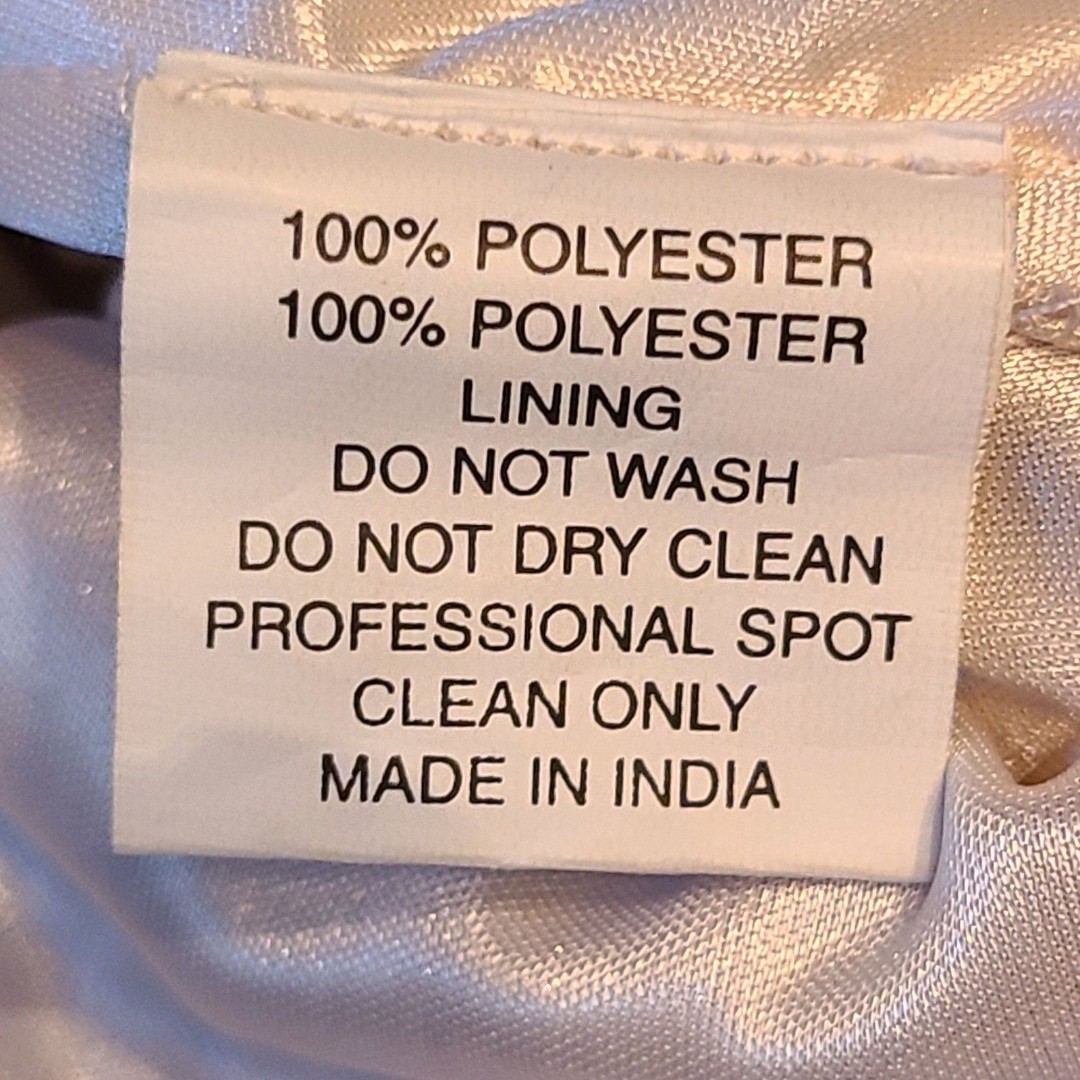 100% POLYESTER
100% POLYESTER
LINING
DO NOT WASH
DO NOT DRY CLEAN
PROFESSIONAL SPOT
CLEAN ONLY
MADE IN INDIA